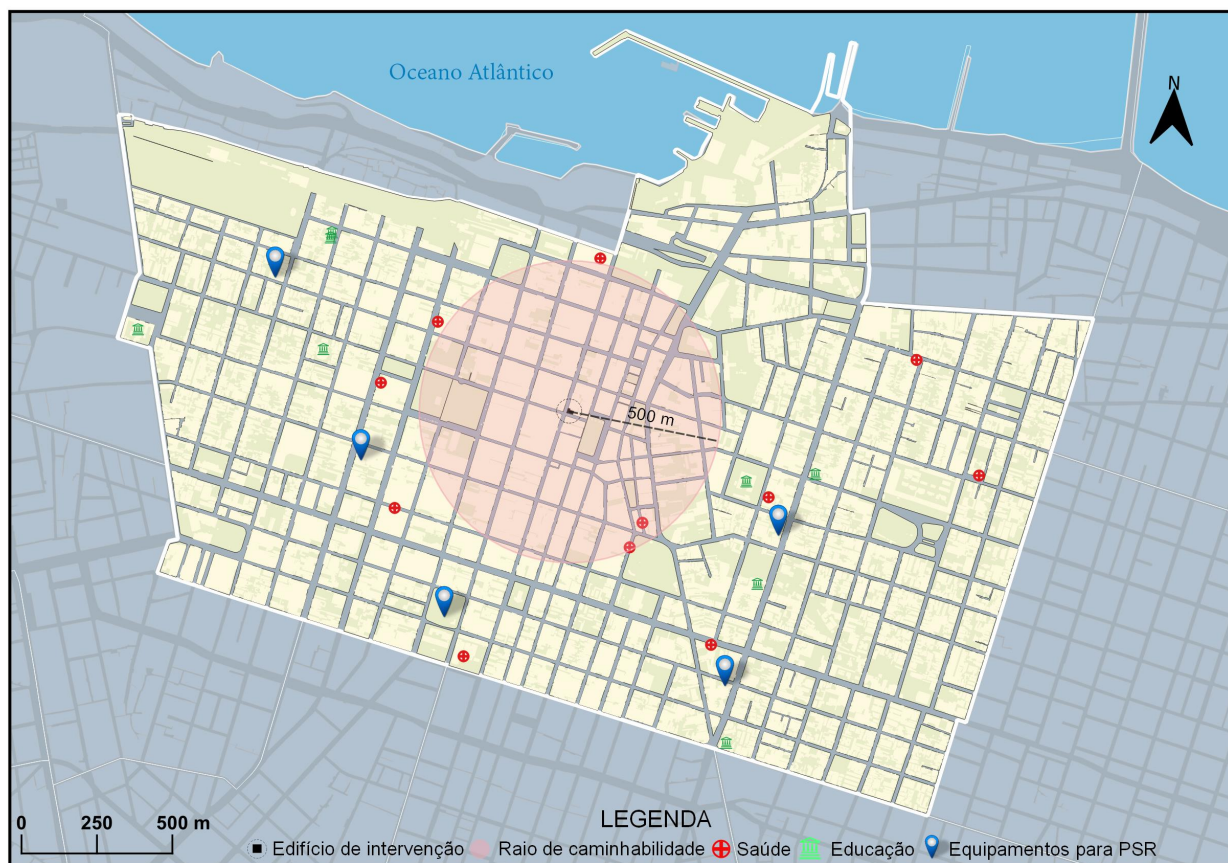 Oceano Atlântico
N
500 m
LEGENDA
0 250 500 m
Edifício de intervenção Raio de caminhabilidade Saúde Educação Equipamentos para PSR